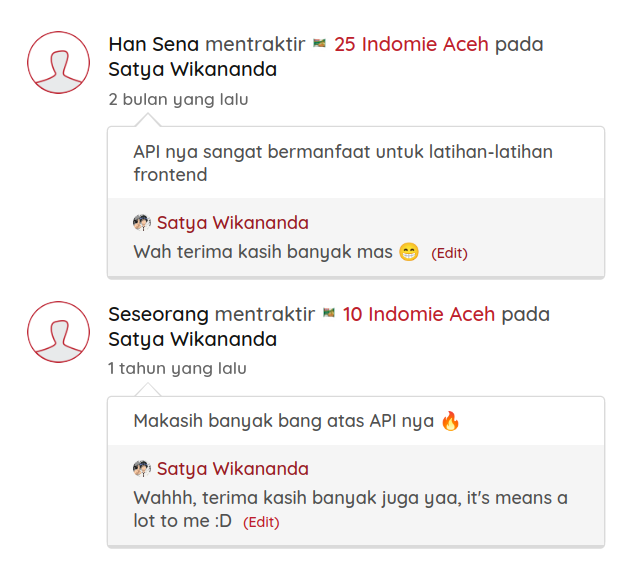 Han Sena mentraktir 25 Indomie Aceh pada
Satya Wikananda
2 bulan yang lalu
API nya sangat bermanfaat untuk latihan-latihan
frontend
Satya Wikananda
Wah terima kasih banyak mas 😁 (Edit)
Seseorang mentraktir 10 Indomie Aceh pada
Satya Wikananda
1 tahun yang lalu
Makasih banyak bang atas API nya 🔥
Satya Wikananda
Wahhh, terima kasih banyak juga yaa, it's means a
lot to me :D (Edit)